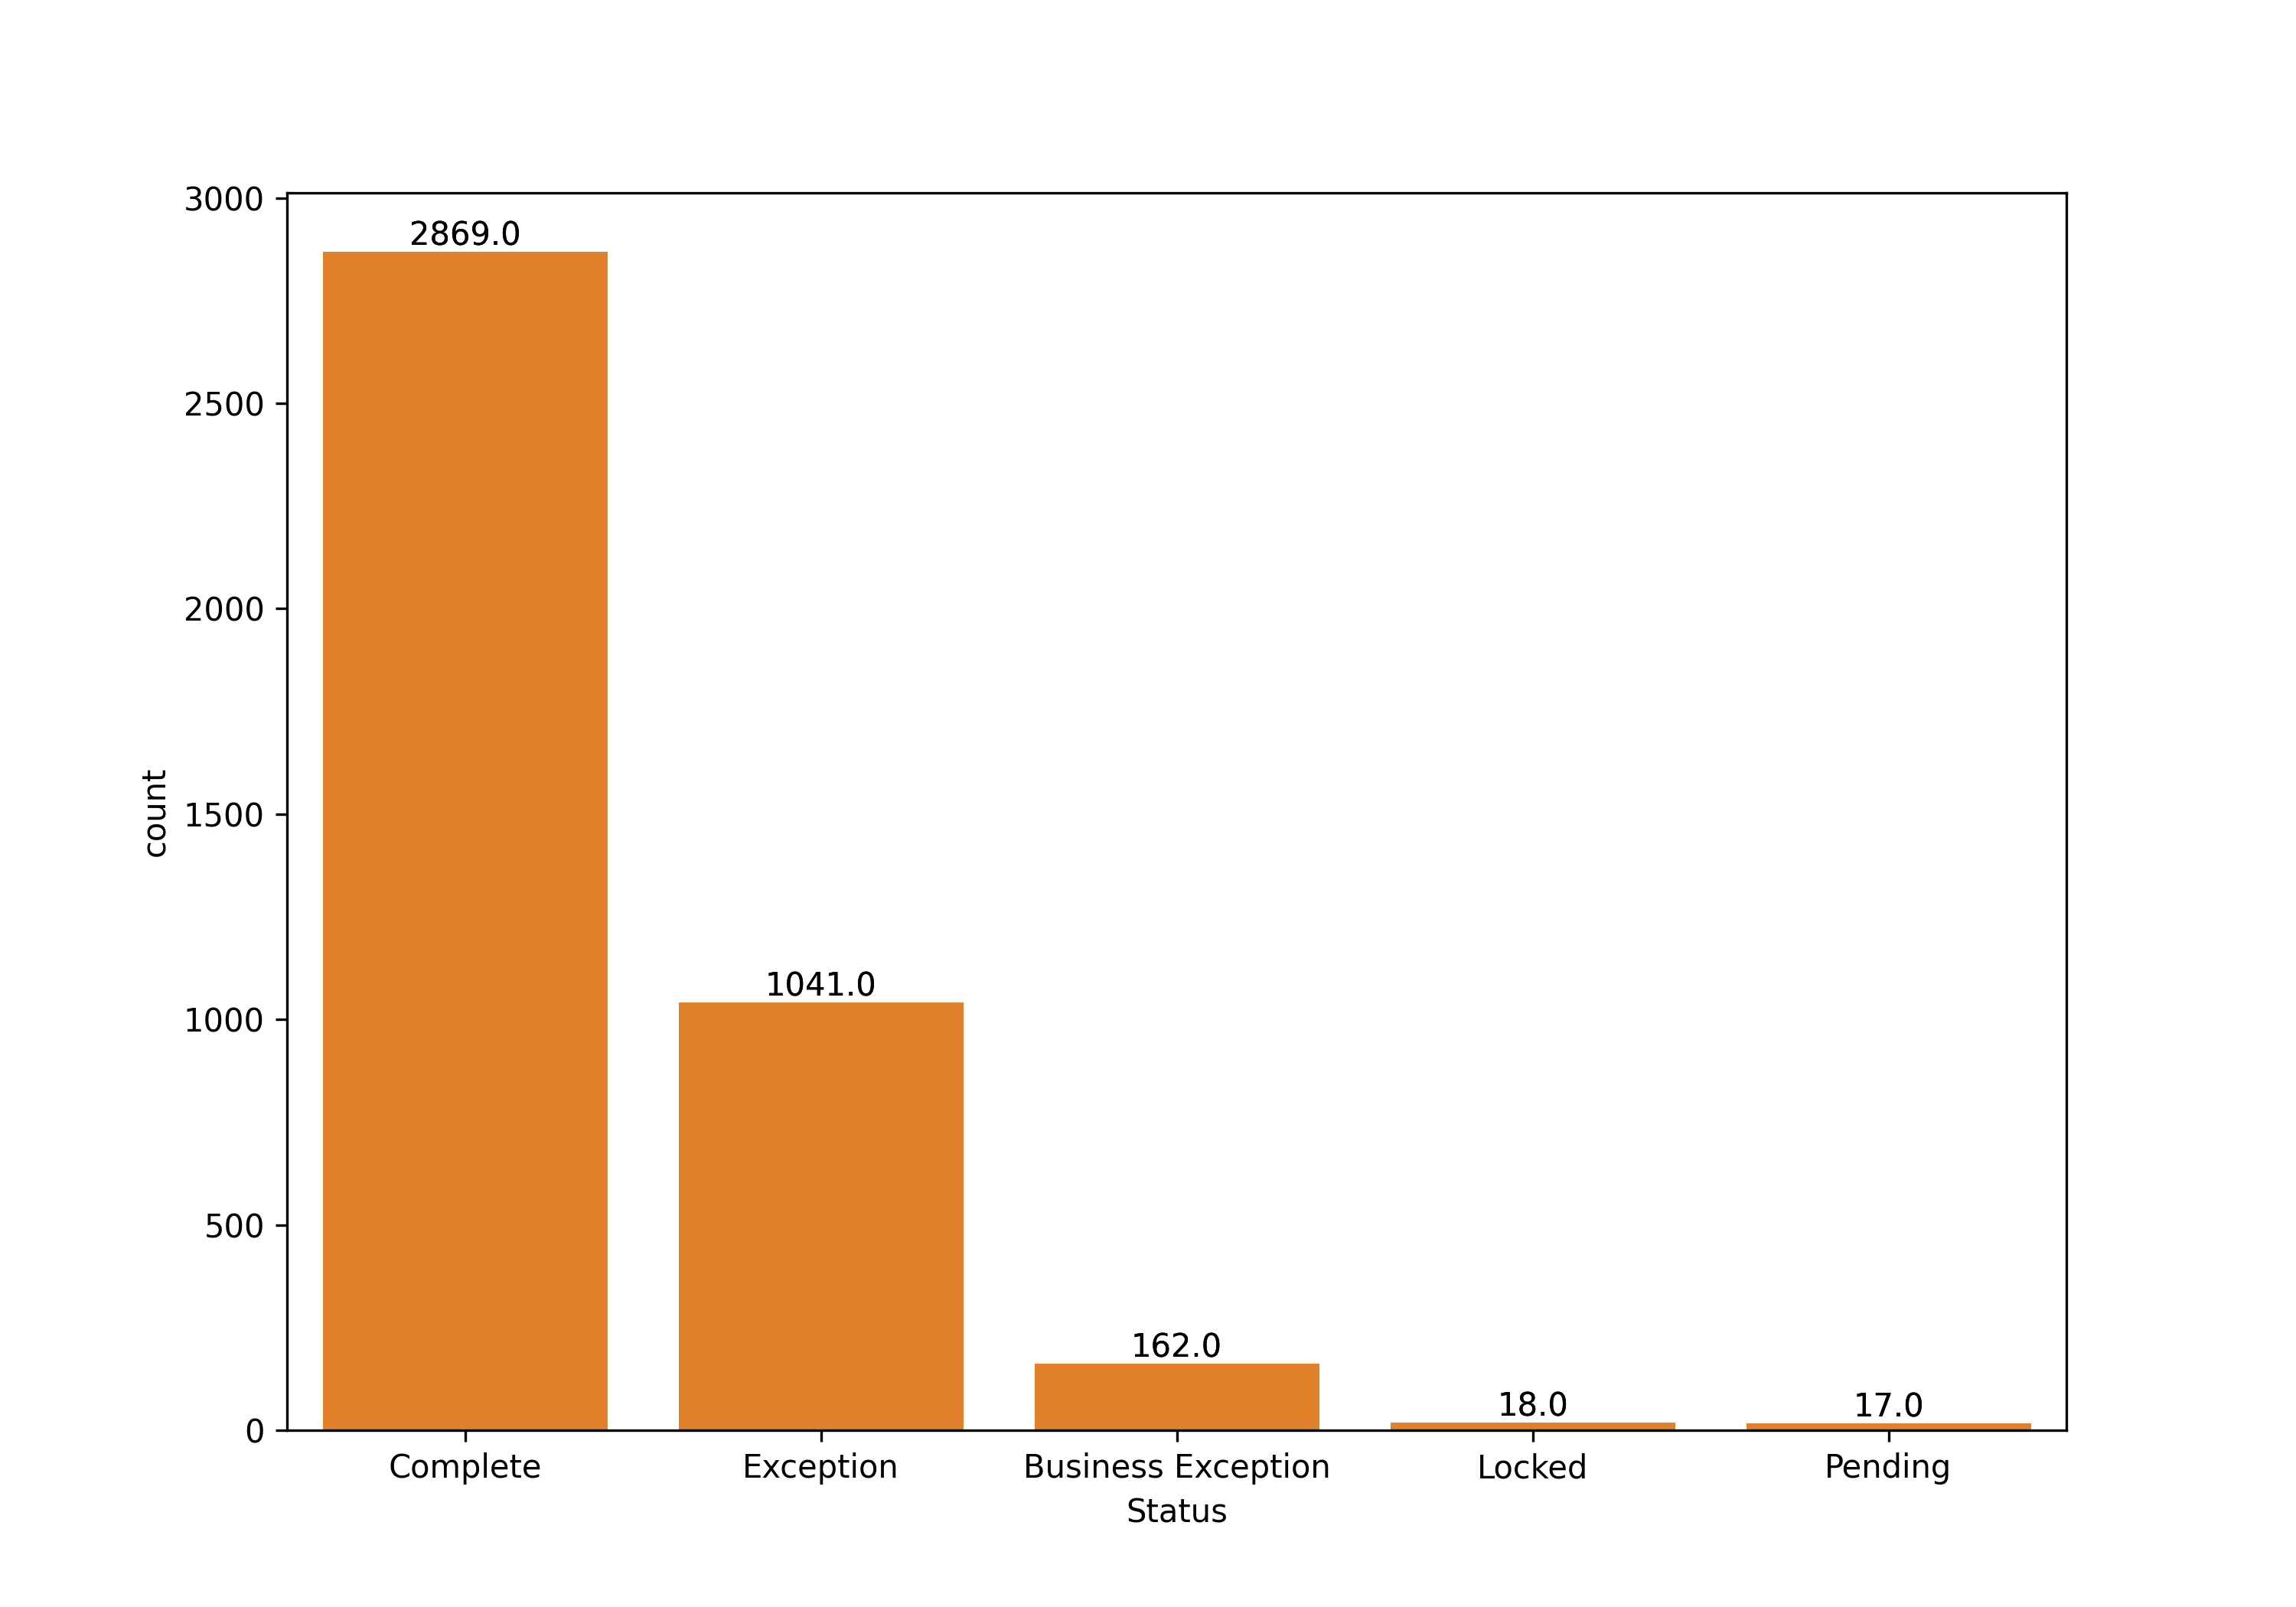 3000
2869.0
2500
2000
count
1500
1041.0
1000
500
162.0
18.0
17.0
0
Complete
Exception
Business Exception
Locked
Pending
Status